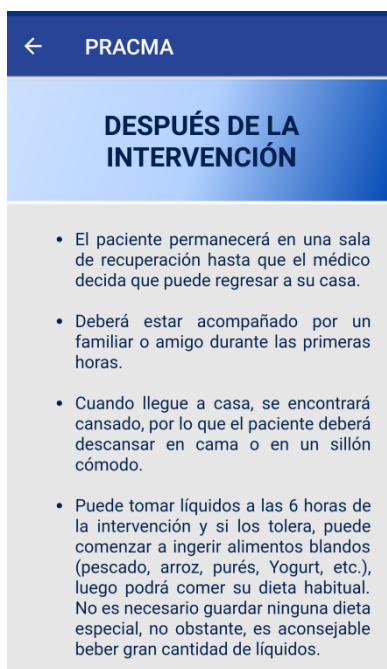 PRACMA
DESPUÉS DE LA
INTERVENCIÓN
• El paciente permanecerá en una sala
de recuperación hasta que el médico
decida que puede regresar a su casa.
• Deberá estar acompañado por un
familiar o amigo durante las primeras
horas.
• Cuando llegue a casa, se encontrará
cansado, por lo que el paciente deberá
descansar en cama o en un sillón
cómodo.
• Puede tomar líquidos a las 6 horas de
la intervención y si los tolera, puede
comenzar a ingerir alimentos blandos
(pescado, arroz, purés, Yogurt, etc.),
luego podrá comer su dieta habitual.
No es necesario guardar ninguna dieta
especial, no obstante, es aconsejable
beber gran cantidad de líquidos.